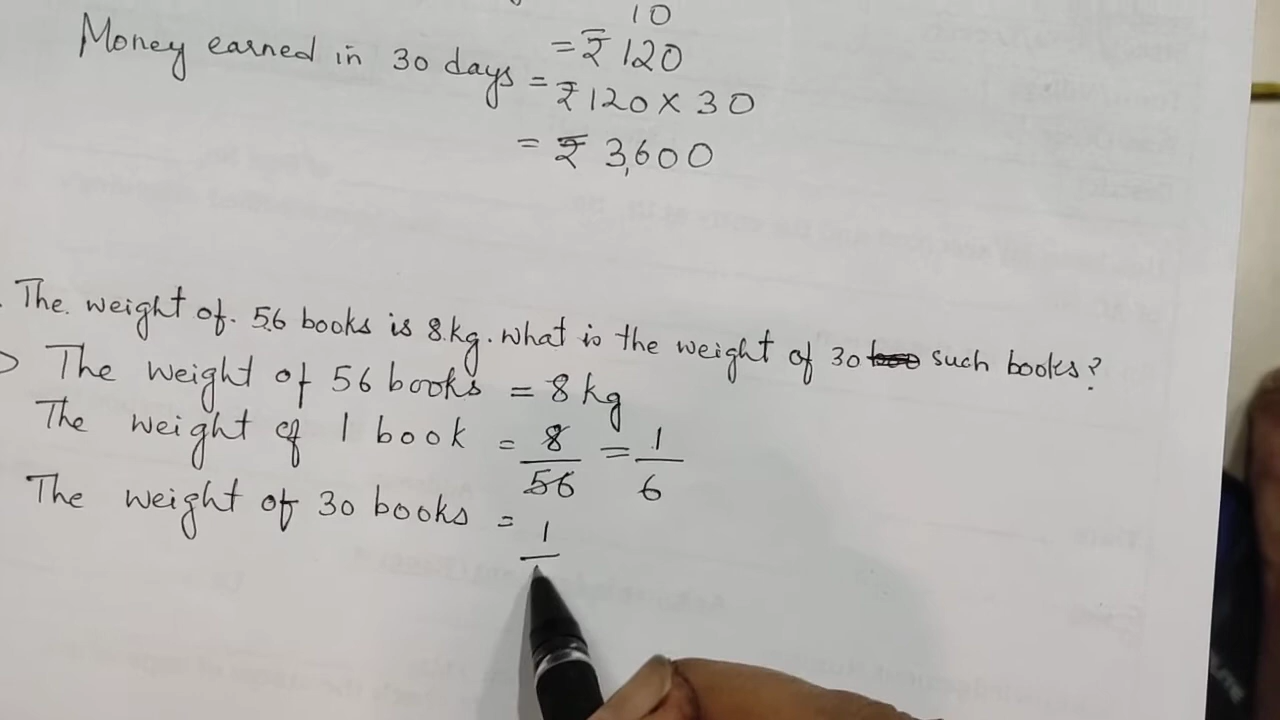 10
= ₹ 120
Money earned in 30 days = ₹ 120 x 30
= ₹ 3,600
The weight of 56 books is 8 kg. what is the weight of 30 such books?
The weight of 56 books = 8 kg
The weight of 1 book = 8/56 = 1/6
The weight of 30 books = 1